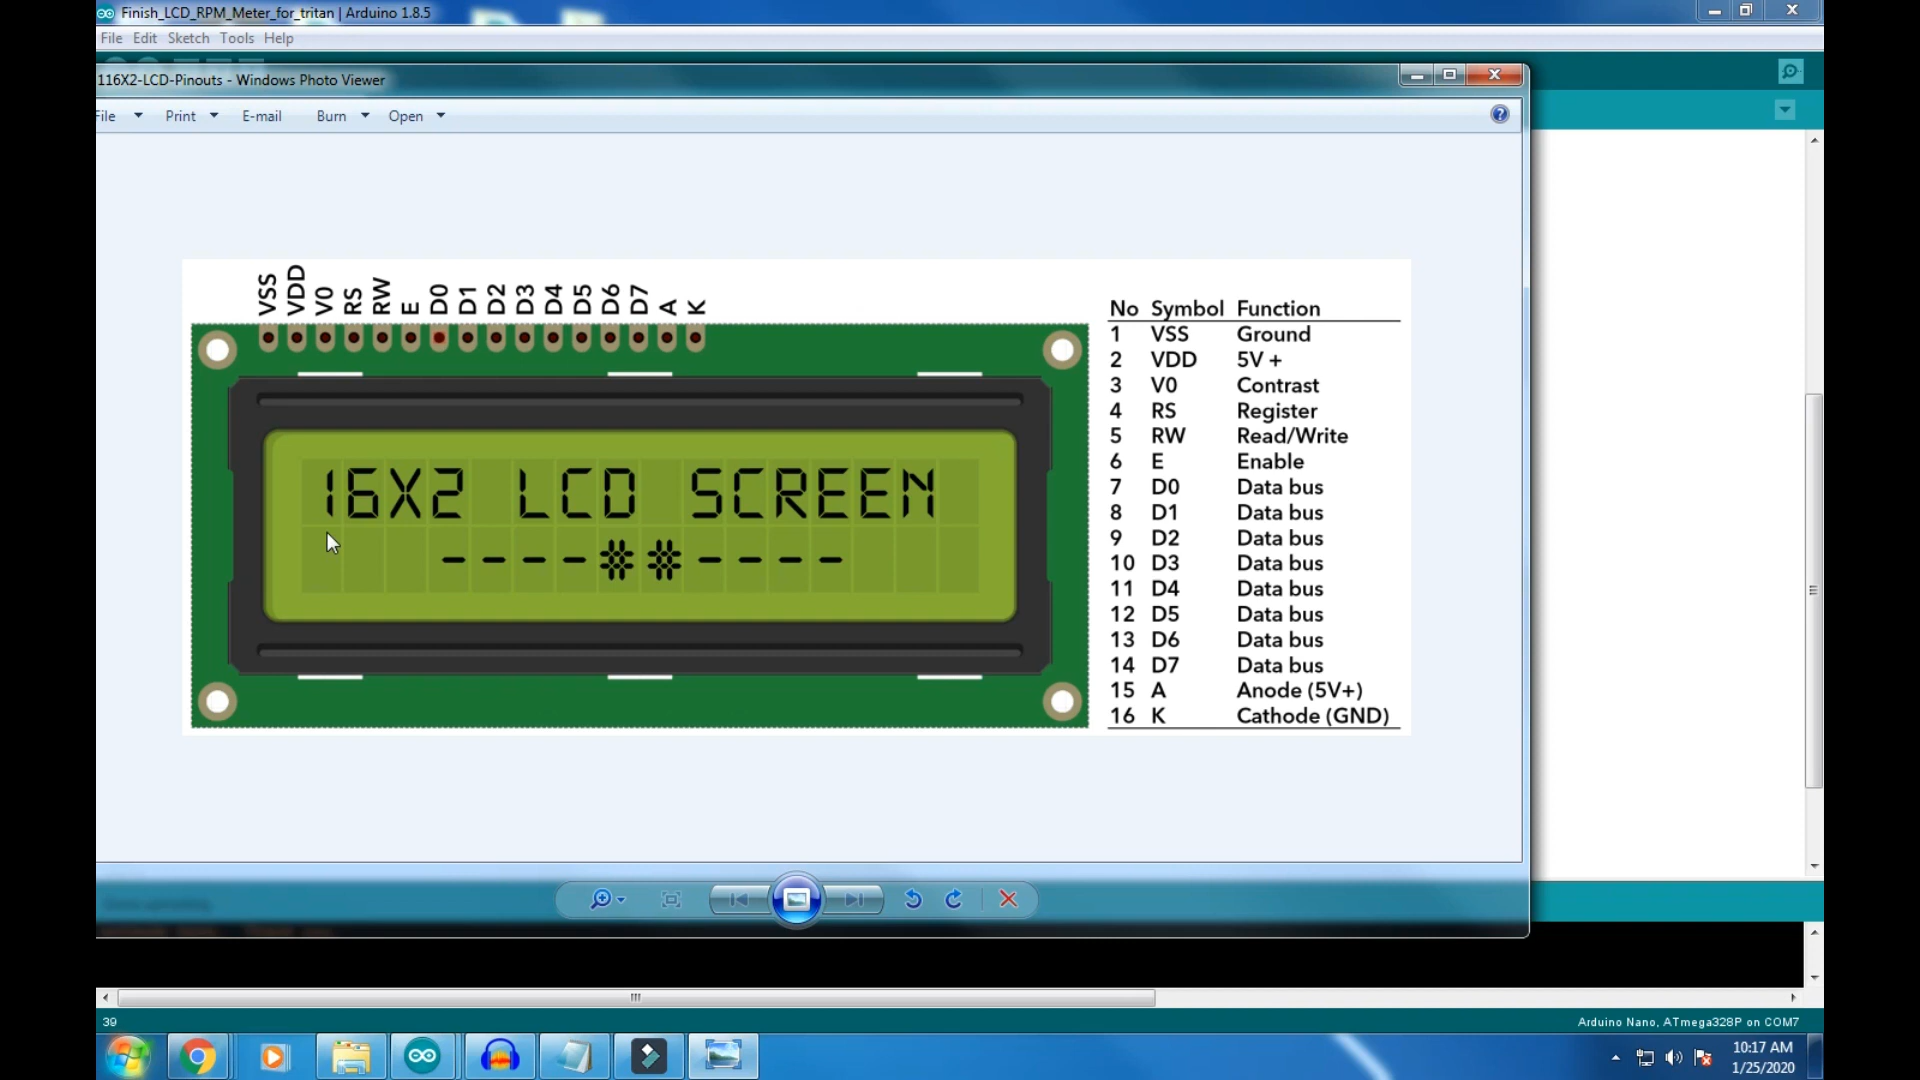 Finish_LCD_RPM_Meter_for_tritan | Arduino 1.8.5
File Edit Sketch Tools Help
116X2-LCD-Pinouts - Windows Photo Viewer
File Print E-mail Burn Open
VSS VDD V0 RS RW E D0 D1 D2 D3 D4 D5 D6 D7 A K
16X2 LCD SCREEN
----**----
No Symbol Function
1 VSS Ground
2 VDD 5V +
3 V0 Contrast
4 RS Register
5 RW Read/Write
6 E Enable
7 D0 Data bus
8 D1 Data bus
9 D2 Data bus
10 D3 Data bus
11 D4 Data bus
12 D5 Data bus
13 D6 Data bus
14 D7 Data bus
15 A Anode (5V+)
16 K Cathode (GND)
39
Arduino Nano, ATmega328P on COM7
10:17 AM
1/25/2020